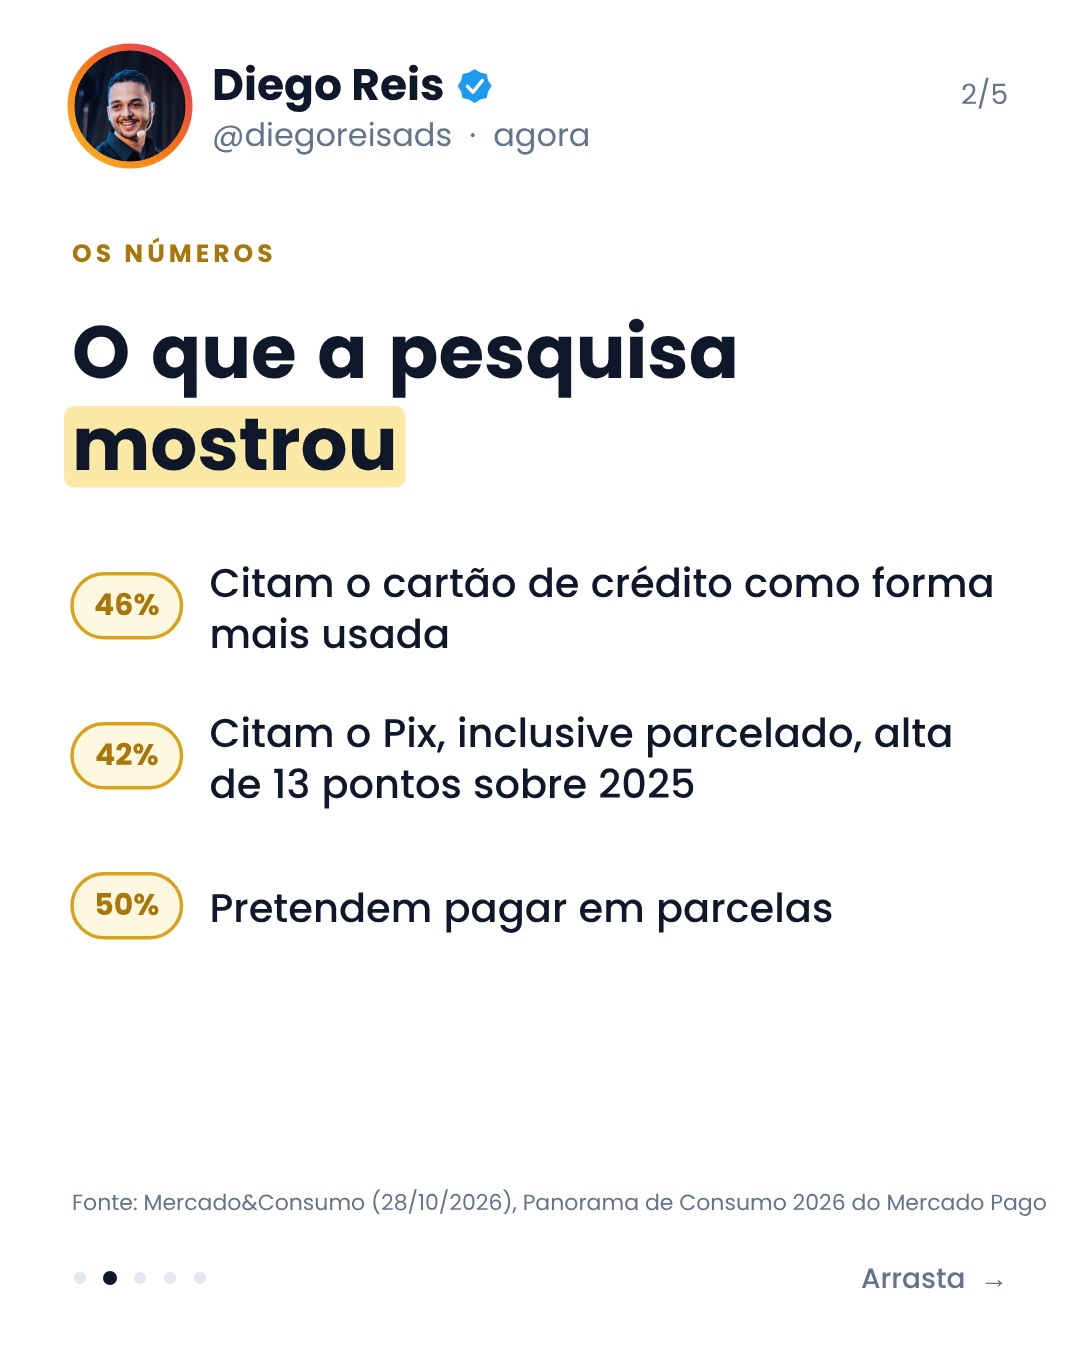 Diego Reis
2/5
@diegoreisads · agora
OS NÚMEROS
O que a pesquisa
mostrou
46% Citam o cartão de crédito como forma
mais usada
42% Citam o Pix, inclusive parcelado, alta
de 13 pontos sobre 2025
50% Pretendem pagar em parcelas
Fonte: Mercado&Consumo (28/10/2026), Panorama de Consumo 2026 do Mercado Pago
Arrasta →